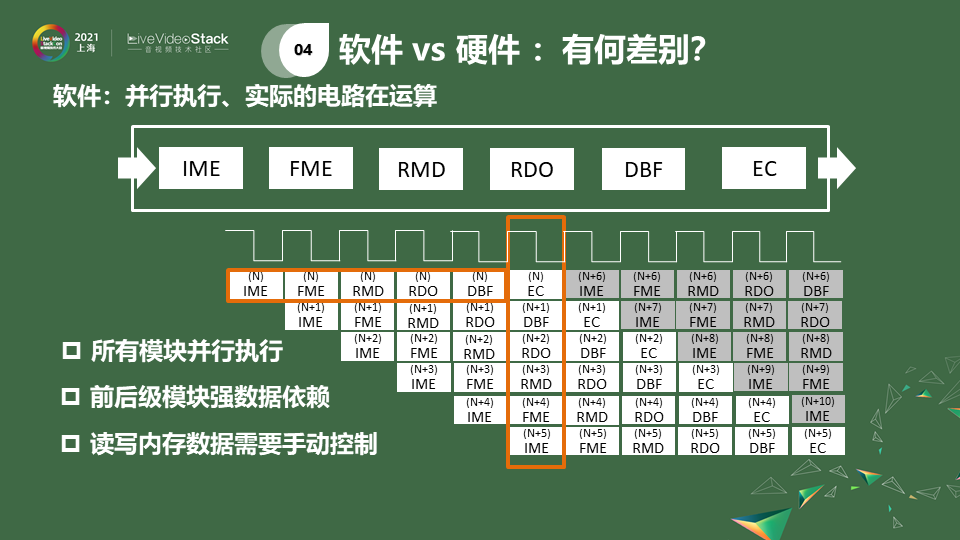 2021
上海
LiveVideoStack
音视频技术社区
04
软件 vs 硬件 ：有何差别？
软件：并行执行、实际的电路在运算
IME FME RMD RDO DBF EC
(N) (N) (N) (N) (N) (N) (N+6) (N+6) (N+6) (N+6) (N+6)
IME FME RMD RDO DBF EC IME FME RMD RDO DBF
(N+1) (N+1) (N+1) (N+1) (N+1) (N+1) (N+7) (N+7) (N+7) (N+7)
IME FME RMD RDO DBF EC IME FME RMD RDO
(N+2) (N+2) (N+2) (N+2) (N+2) (N+2) (N+8) (N+8) (N+8)
IME FME RMD RDO DBF EC IME FME RMD
(N+3) (N+3) (N+3) (N+3) (N+3) (N+3) (N+9) (N+9)
IME FME RMD RDO DBF EC IME FME
(N+4) (N+4) (N+4) (N+4) (N+4) (N+4) (N+10)
IME FME RMD RDO DBF EC IME
(N+5) (N+5) (N+5) (N+5) (N+5) (N+5)
IME FME RMD RDO DBF EC
所有模块并行执行
前后级模块强数据依赖
读写内存数据需要手动控制